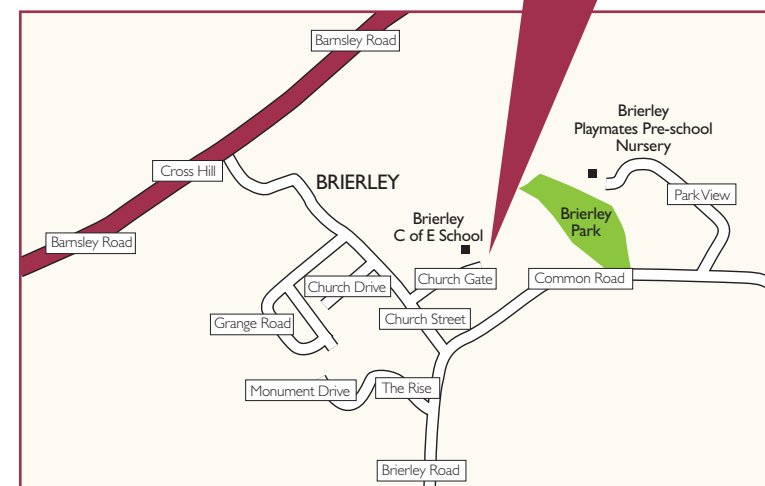 Barnsley Road
Brierley
Playmates Pre-school
Nursery
Cross Hill
BRIERLEY
Park View
Brierley
C of E School
Brierley
Park
Barnsley Road
Church Gate
Common Road
Church Drive
Church Street
Grange Road
Monument Drive
The Rise
Brierley Road